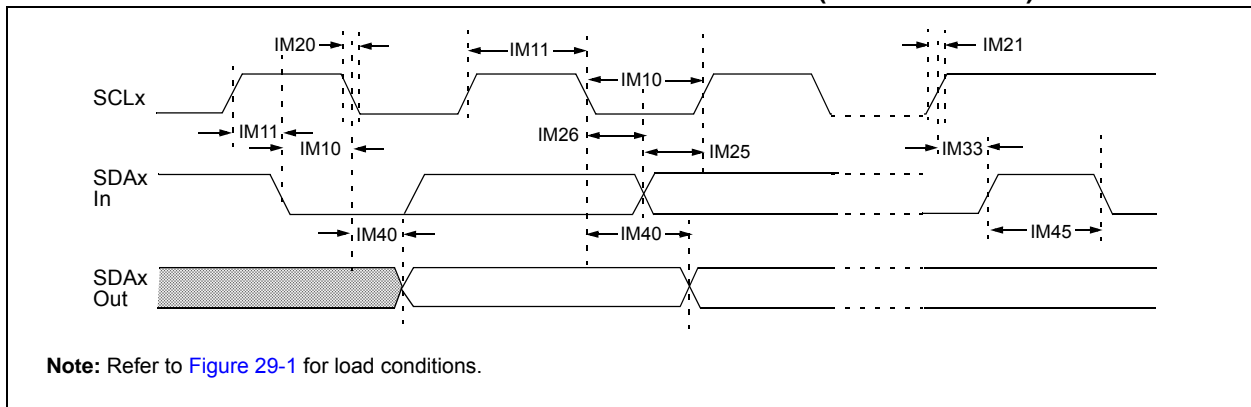 IM20
IM11
IM21
IM10
SCLx
IM11
IM10
IM26
IM25
IM33
SDAx
In
IM40
IM40
IM45
SDAx
Out
Note: Refer to Figure 29-1 for load conditions.